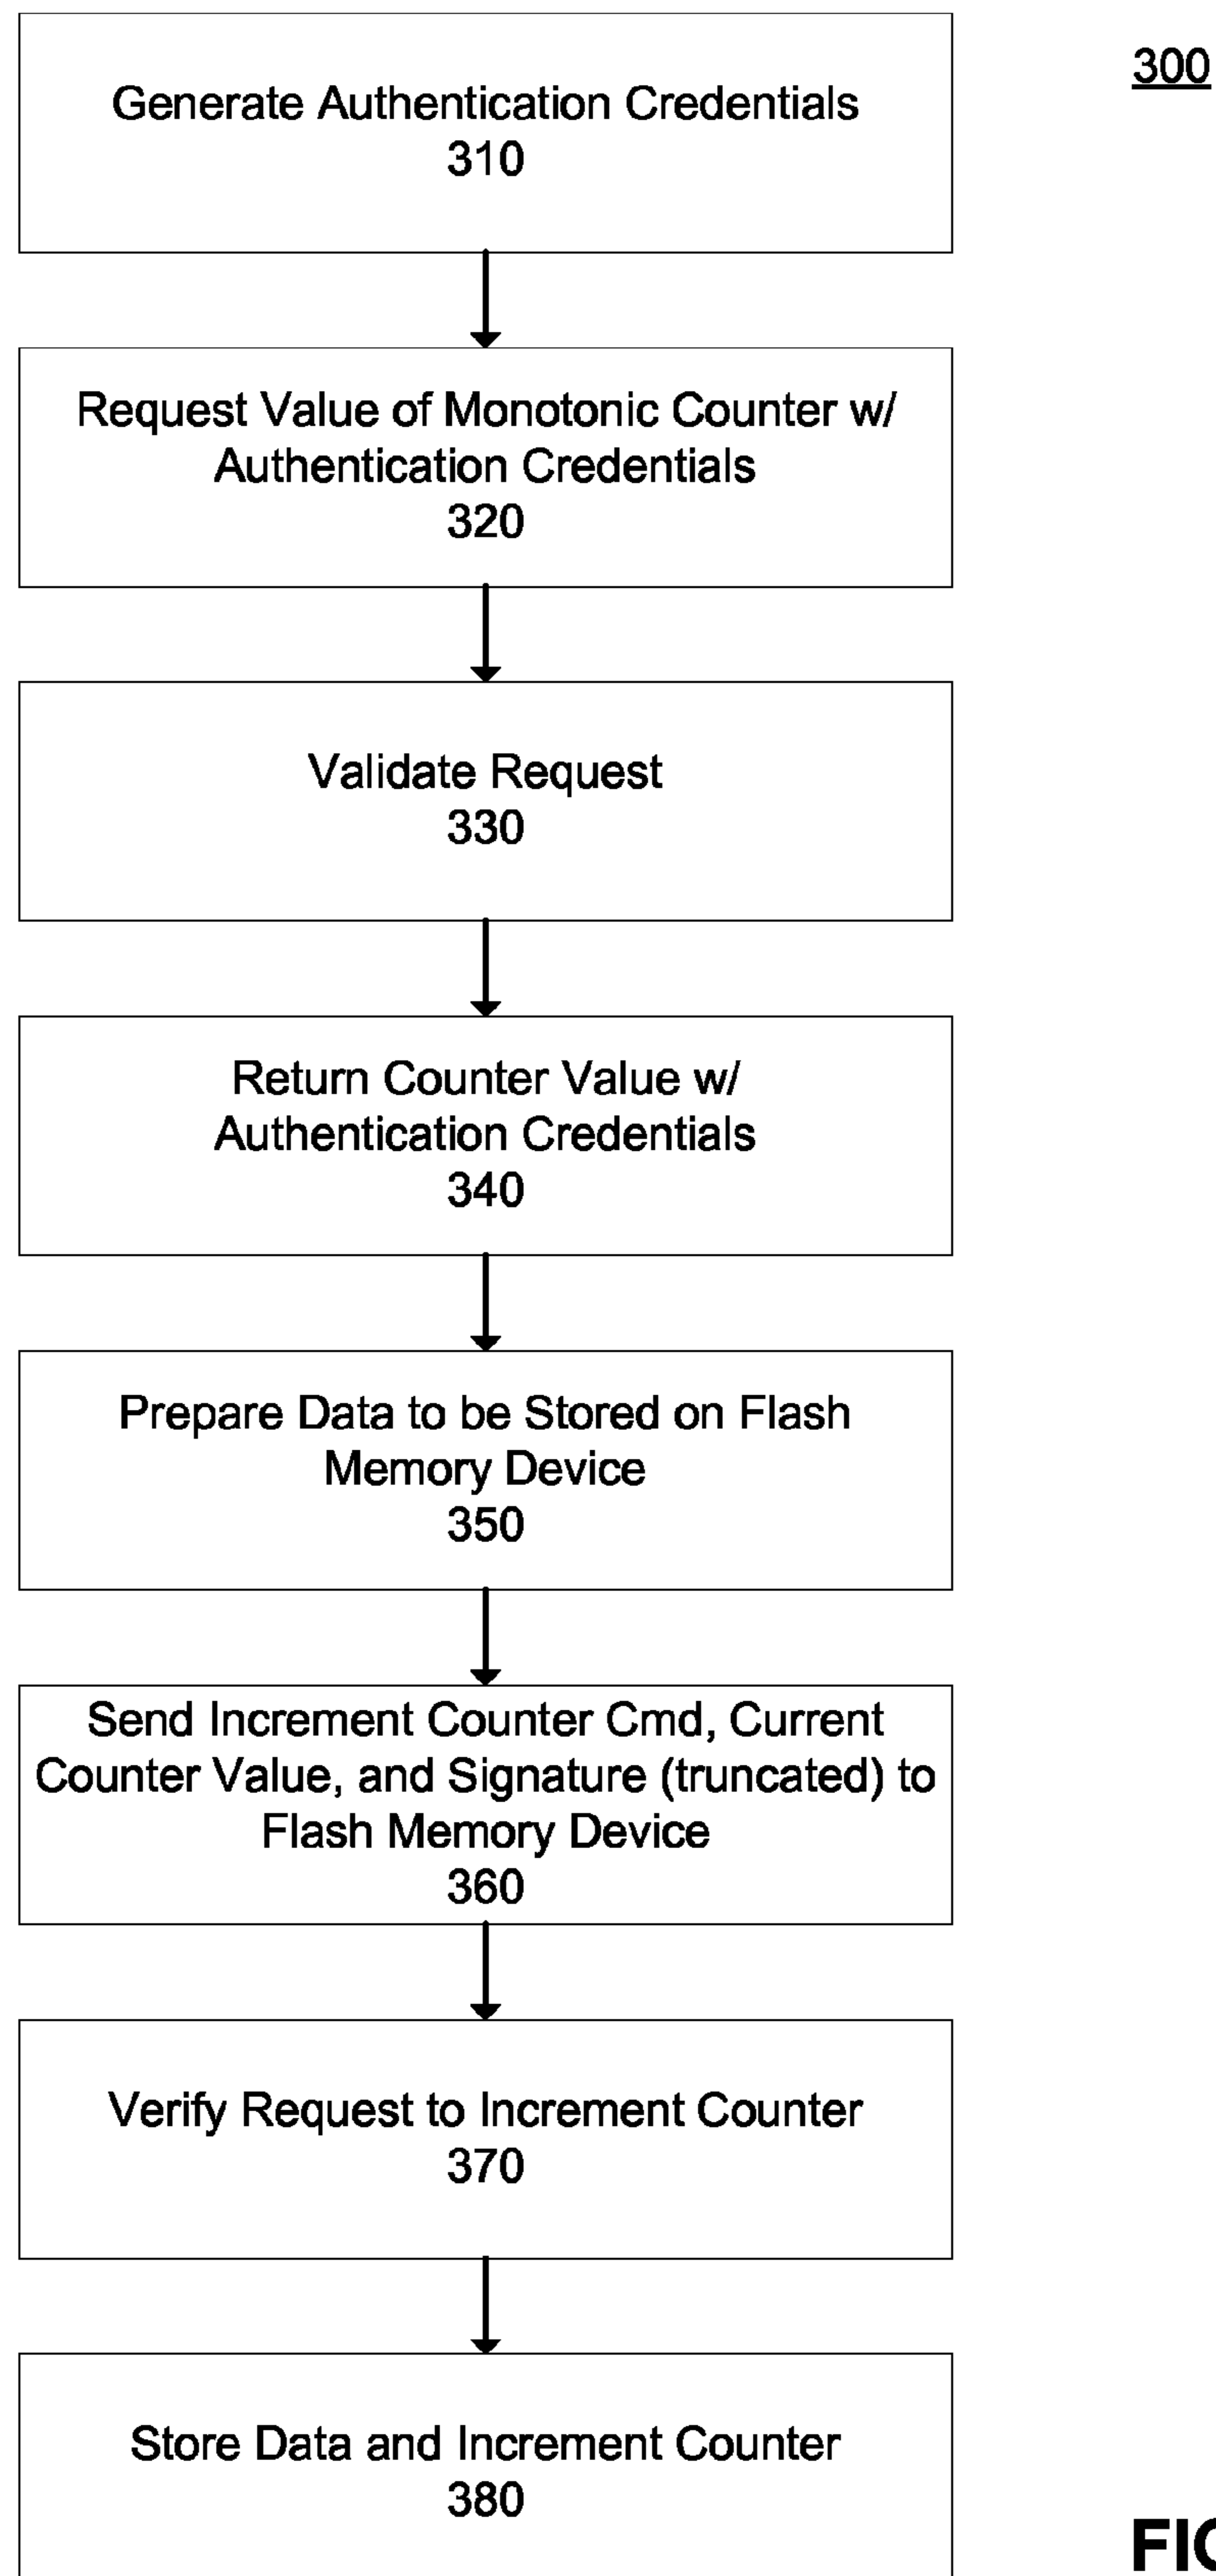 Generate Authentication Credentials
310
300
Request Value of Monotonic Counter w/
Authentication Credentials
320
Validate Request
330
Return Counter Value w/
Authentication Credentials
340
Prepare Data to be Stored on Flash
Memory Device
350
Send Increment Counter Cmd, Current
Counter Value, and Signature (truncated) to
Flash Memory Device
360
Verify Request to Increment Counter
370
Store Data and Increment Counter
380